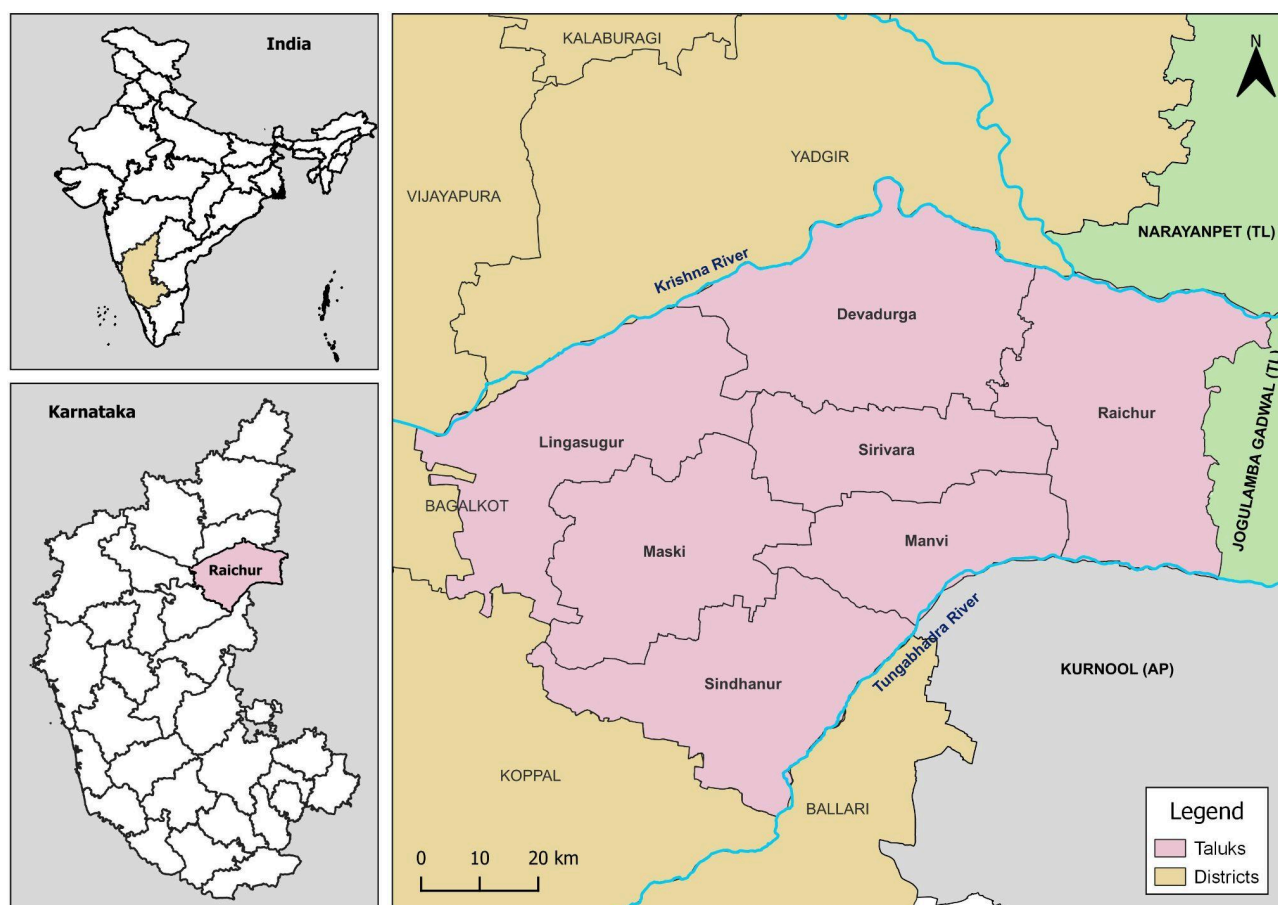 India
Karnataka
Raichur
N
KALABURAGI
YADGIR
VIJAYAPURA
NARAYANPET (TL)
Krishna River
Devadurga
Raichur
JOGULAMBA GADWAL (TL)
Lingasugur
Sirivara
BAGALKOT
Maski
Manvi
Tungabhadra River
KURNOOL (AP)
Sindhanur
KOPPAL
BALLARI
0 10 20 km
Legend
Taluks
Districts